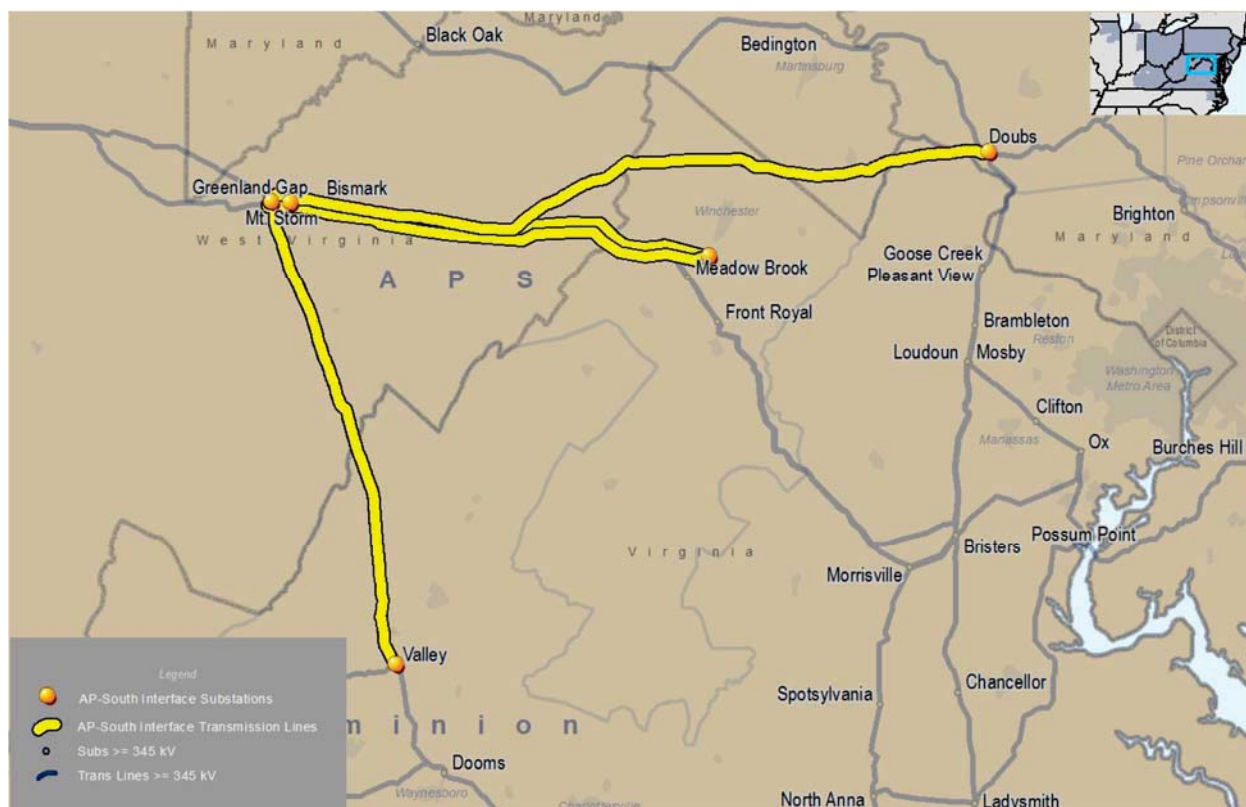 Maryland
Maryland
Black Oak
Bedington
Martinsburg
Doubs
Pine Orchar
Greenland Gap
Bismark
Mt. Storm
West Virginia
Winchester
Brighton
Maryland
APS
Meadow Brook
Goose Creek
Pleasant View
Front Royal
Brambleton
Reston
District
of Columbia
Loudoun
Mosby
Washington
Metro Area
Clifton
Manassas
Ox
Burches Hill
Virginia
Bristers
Possum Point
Morrisville
Valley
Legend
AP-South Interface Substations
AP-South Interface Transmission Lines
Subs >= 345 kV
Trans Lines >= 345 kV
minion
Spotsylvania
Chancellor
Dooms
Waynesboro
Charlottesville
North Anna
Ladysmith